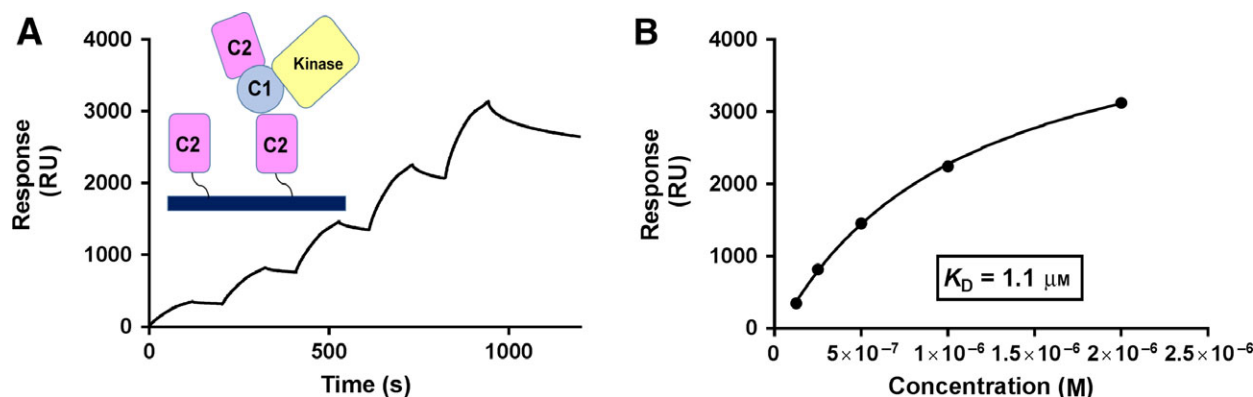 A
4000
3000
2000
1000
0
Response
(RU)
0
500
1000
Time (s)
C2
Kinase
C1
C2
C2
B
4000
3000
2000
1000
0
Response
(RU)
K_D = 1.1 μM
0
5×10⁻⁷
1×10⁻⁶
1.5×10⁻⁶
2×10⁻⁶
2.5×10⁻⁶
Concentration (M)